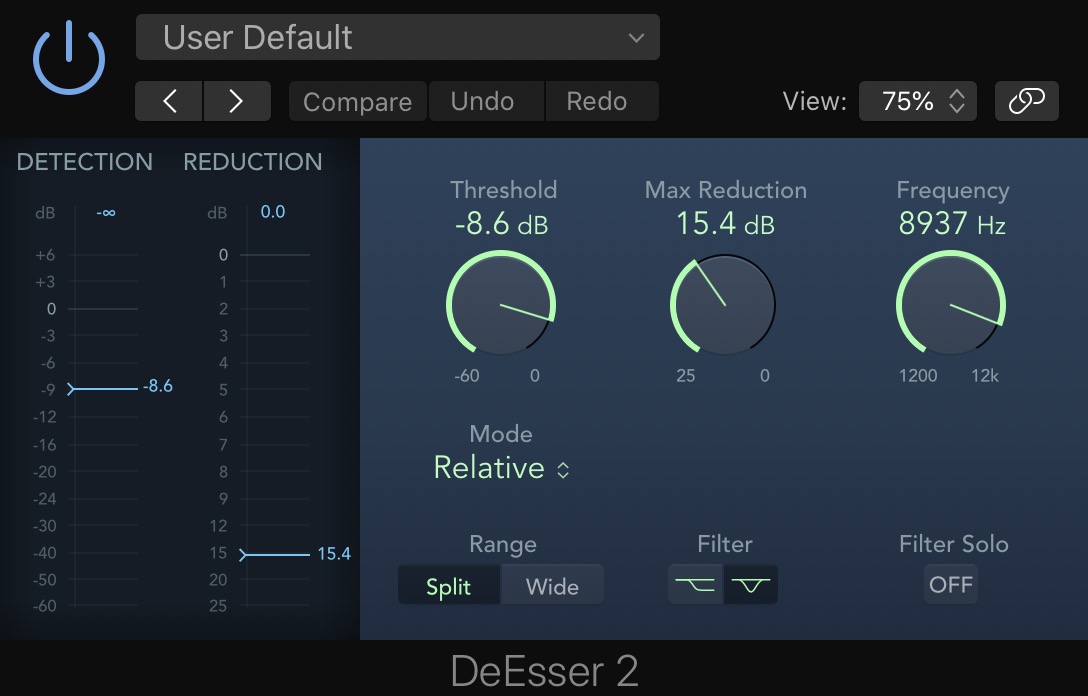 User Default
Compare Undo Redo View: 75%
DETECTION REDUCTION
dB -∞ dB 0.0
+6 0
+3 1
0 2
-3 3
-6 4
-9 -8.6 5
-12 6
-16 7
-20 8
-24 9
-30 12
-40 15 15.4
-50 20
-60 25
Threshold Max Reduction Frequency
-8.6 dB 15.4 dB 8937 Hz
-60 0 25 0 1200 12k
Mode
Relative
Range Filter Filter Solo
Split Wide OFF
DeEsser 2